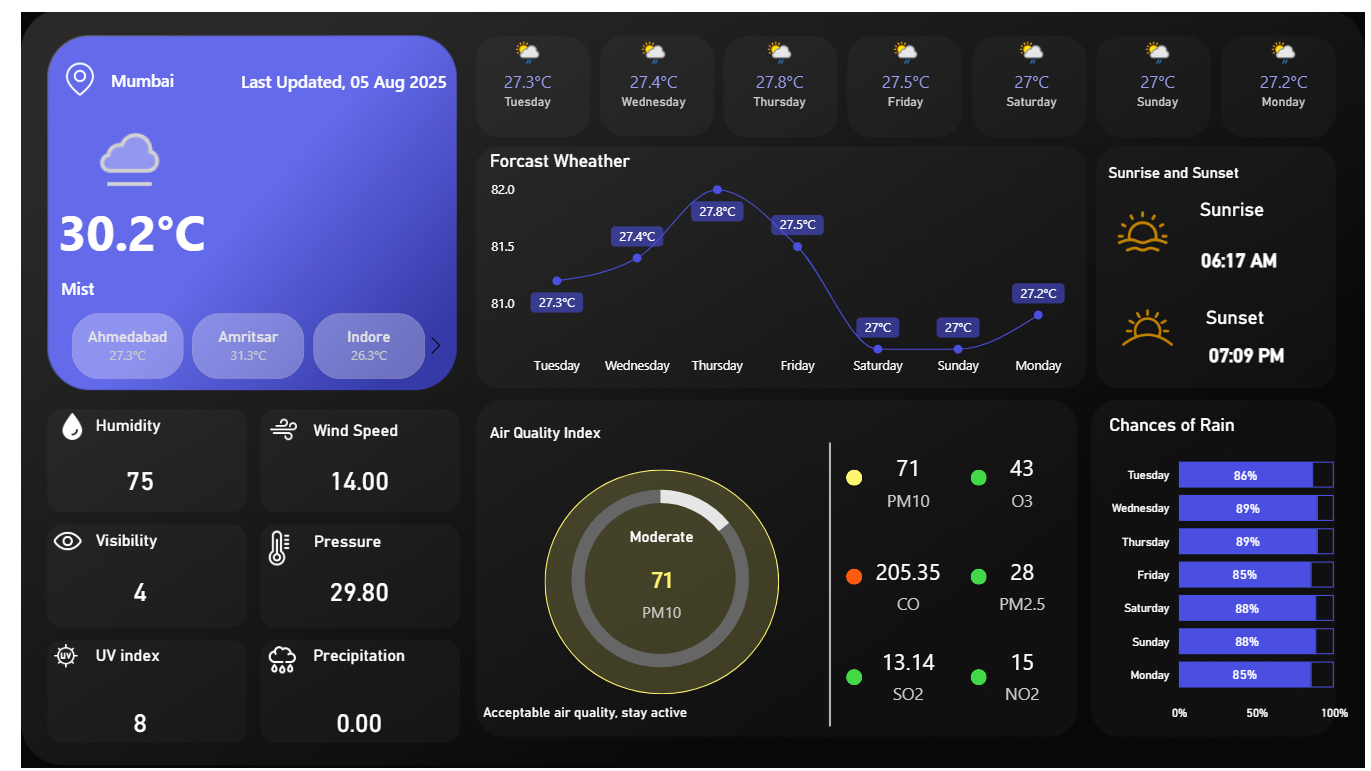 Mumbai
Last Updated, 05 Aug 2025
30.2°C
Mist
Ahmedabad
27.3°C
Amritsar
31.3°C
Indore
26.3°C
27.3°C
Tuesday
27.4°C
Wednesday
27.8°C
Thursday
27.5°C
Friday
27°C
Saturday
27°C
Sunday
27.2°C
Monday
Forcast Wheather
82.0
81.5
81.0
27.3°C
27.4°C
27.8°C
27.5°C
27°C
27°C
27.2°C
Tuesday
Wednesday
Thursday
Friday
Saturday
Sunday
Monday
Sunrise and Sunset
Sunrise
06:17 AM
Sunset
07:09 PM
Humidity
75
Wind Speed
14.00
Visibility
4
Pressure
29.80
UV
UV index
8
Precipitation
0.00
Air Quality Index
Moderate
71
PM10
Acceptable air quality, stay active
71
PM10
43
O3
205.35
CO
28
PM2.5
13.14
SO2
15
NO2
Chances of Rain
Tuesday 86%
Wednesday 89%
Thursday 89%
Friday 85%
Saturday 88%
Sunday 88%
Monday 85%
0% 50% 100%